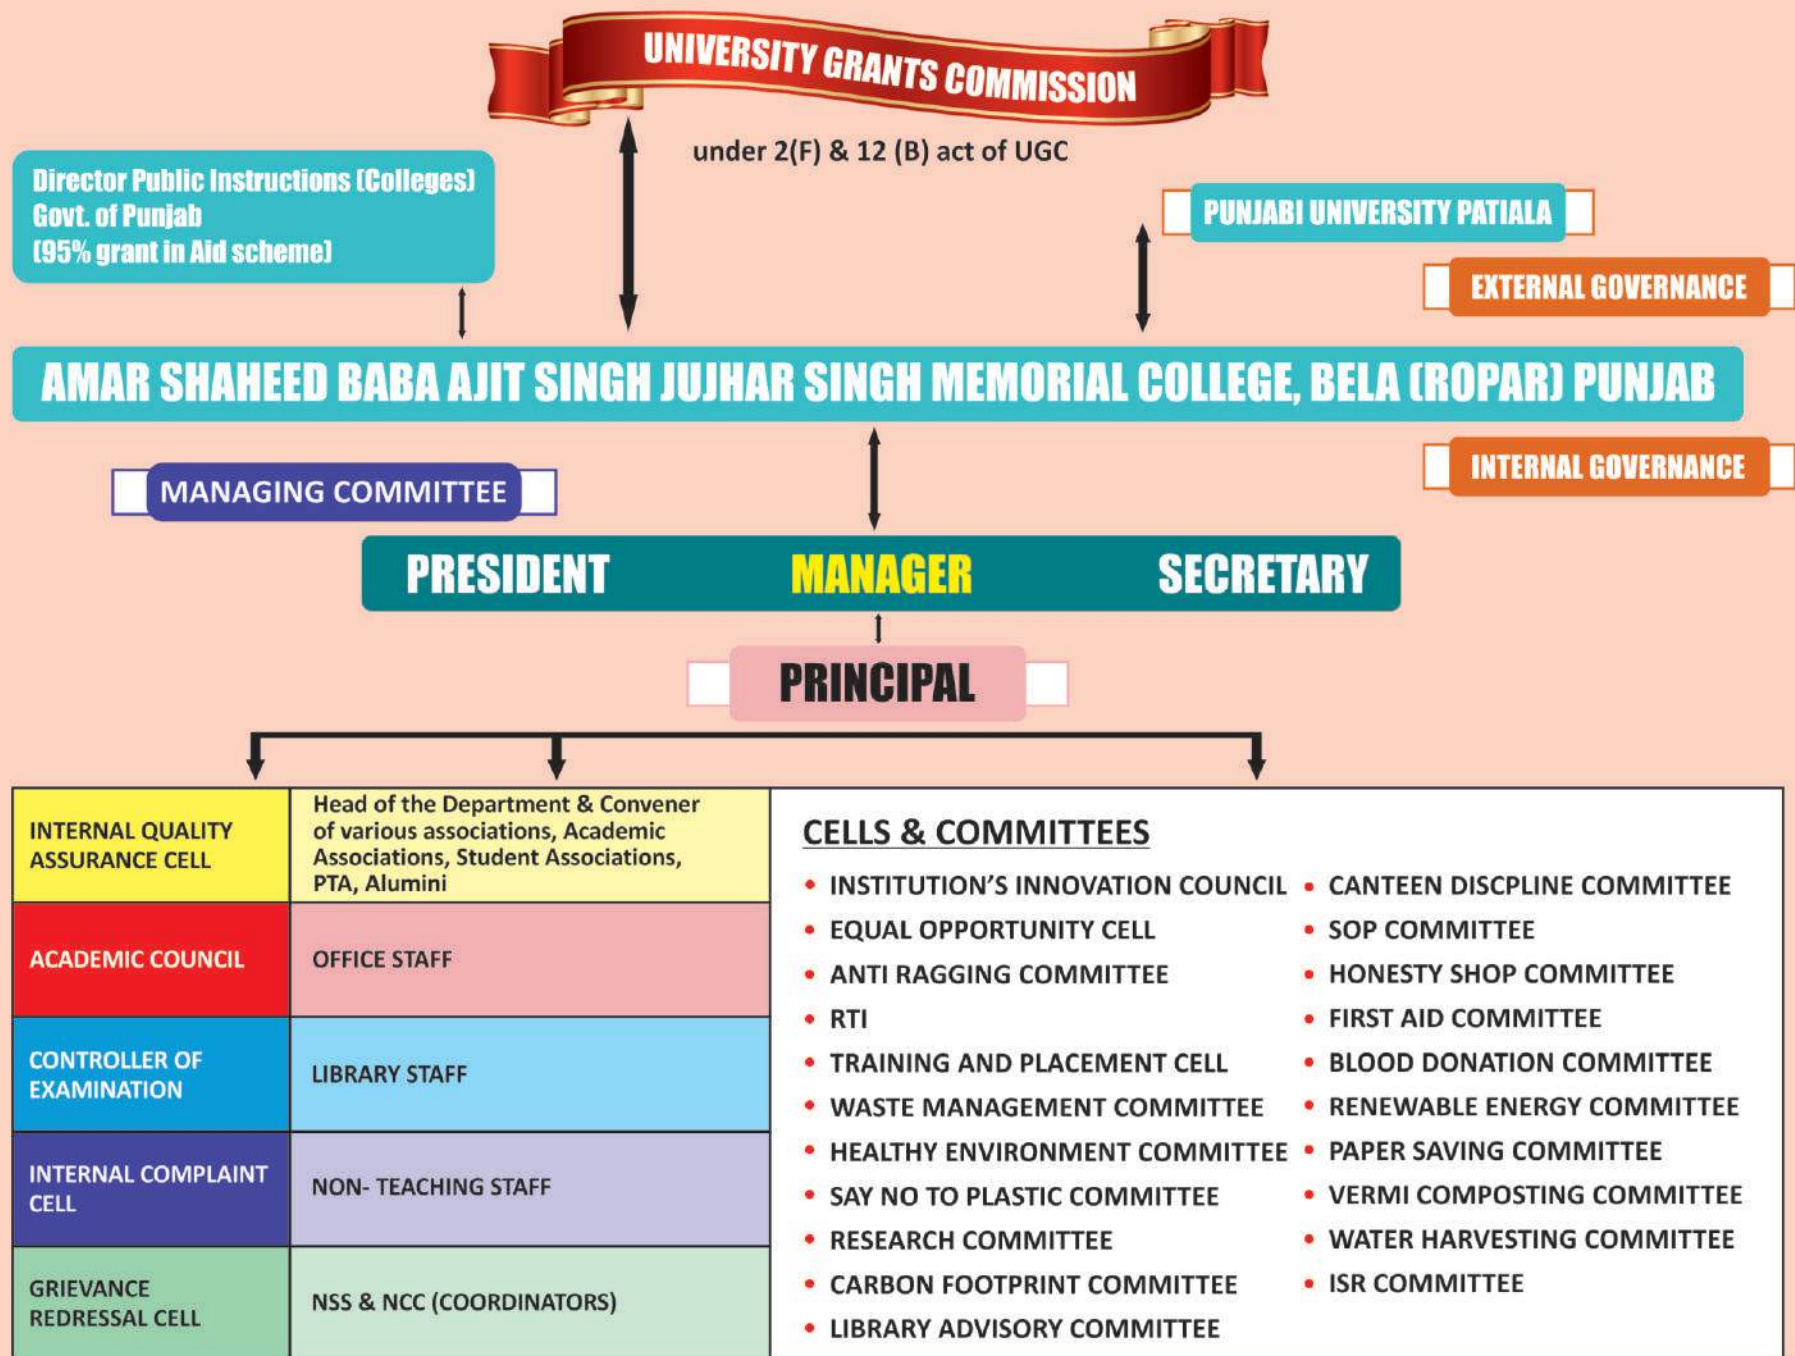 UNIVERSITY GRANTS COMMISSION
under 2(F) & 12 (B) act of UGC
Director Public Instructions (Colleges)
Govt. of Punjab
(95% grant in Aid scheme)
PUNJABI UNIVERSITY PATIALA
EXTERNAL GOVERNANCE
AMAR SHAHEED BABA AJIT SINGH JUJHAR SINGH MEMORIAL COLLEGE, BELA (ROPAR) PUNJAB
INTERNAL GOVERNANCE
MANAGING COMMITTEE
PRESIDENT MANAGER SECRETARY
PRINCIPAL
INTERNAL QUALITY
ASSURANCE CELL
Head of the Department & Convener
of various associations, Academic
Associations, Student Associations,
PTA, Alumini
ACADEMIC COUNCIL
OFFICE STAFF
CONTROLLER OF
EXAMINATION
LIBRARY STAFF
INTERNAL COMPLAINT
CELL
NON- TEACHING STAFF
GRIEVANCE
REDRESSAL CELL
NSS & NCC (COORDINATORS)
CELLS & COMMITTEES
• INSTITUTION'S INNOVATION COUNCIL
• EQUAL OPPORTUNITY CELL
• ANTI RAGGING COMMITTEE
• RTI
• TRAINING AND PLACEMENT CELL
• WASTE MANAGEMENT COMMITTEE
• HEALTHY ENVIRONMENT COMMITTEE
• SAY NO TO PLASTIC COMMITTEE
• RESEARCH COMMITTEE
• CARBON FOOTPRINT COMMITTEE
• LIBRARY ADVISORY COMMITTEE
• CANTEEN DISCPLINE COMMITTEE
• SOP COMMITTEE
• HONESTY SHOP COMMITTEE
• FIRST AID COMMITTEE
• BLOOD DONATION COMMITTEE
• RENEWABLE ENERGY COMMITTEE
• PAPER SAVING COMMITTEE
• VERMI COMPOSTING COMMITTEE
• WATER HARVESTING COMMITTEE
• ISR COMMITTEE